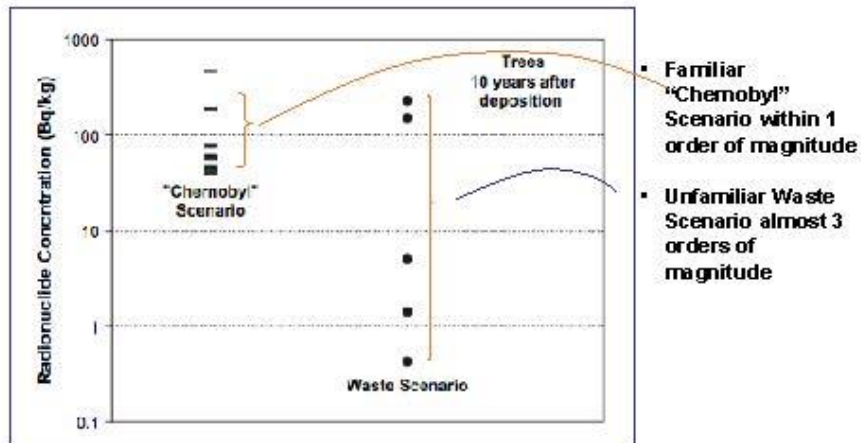 1000
100
10
1
0.1
Radionuclide Concentration (Bq/kg)
"Chernobyl"
Scenario
Trees
10 years after
deposition
Waste Scenario
▪ Familiar
“Chernobyl”
Scenario within 1
order of magnitude
▪ Unfamiliar Waste
Scenario almost 3
orders of
magnitude